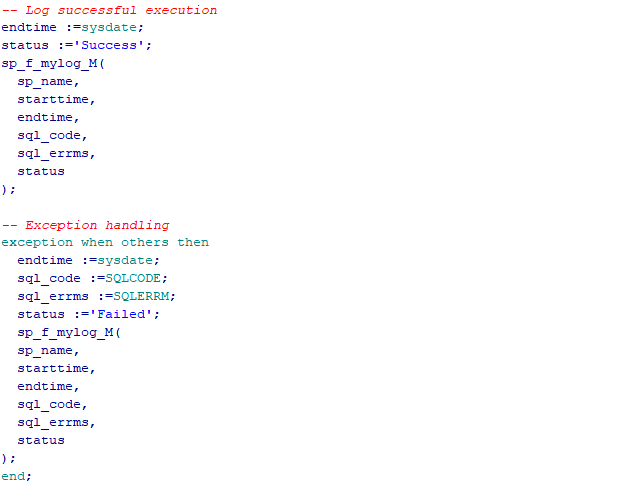 -- Log successful execution
endtime :=sysdate;
status :='Success';
sp_f_mylog_M(
  sp_name,
  starttime,
  endtime,
  sql_code,
  sql_errms,
  status
);

-- Exception handling
exception when others then
  endtime :=sysdate;
  sql_code :=SQLCODE;
  sql_errms :=SQLERRM;
  status :='Failed';
  sp_f_mylog_M(
  sp_name,
  starttime,
  endtime,
  sql_code,
  sql_errms,
  status
);
end;